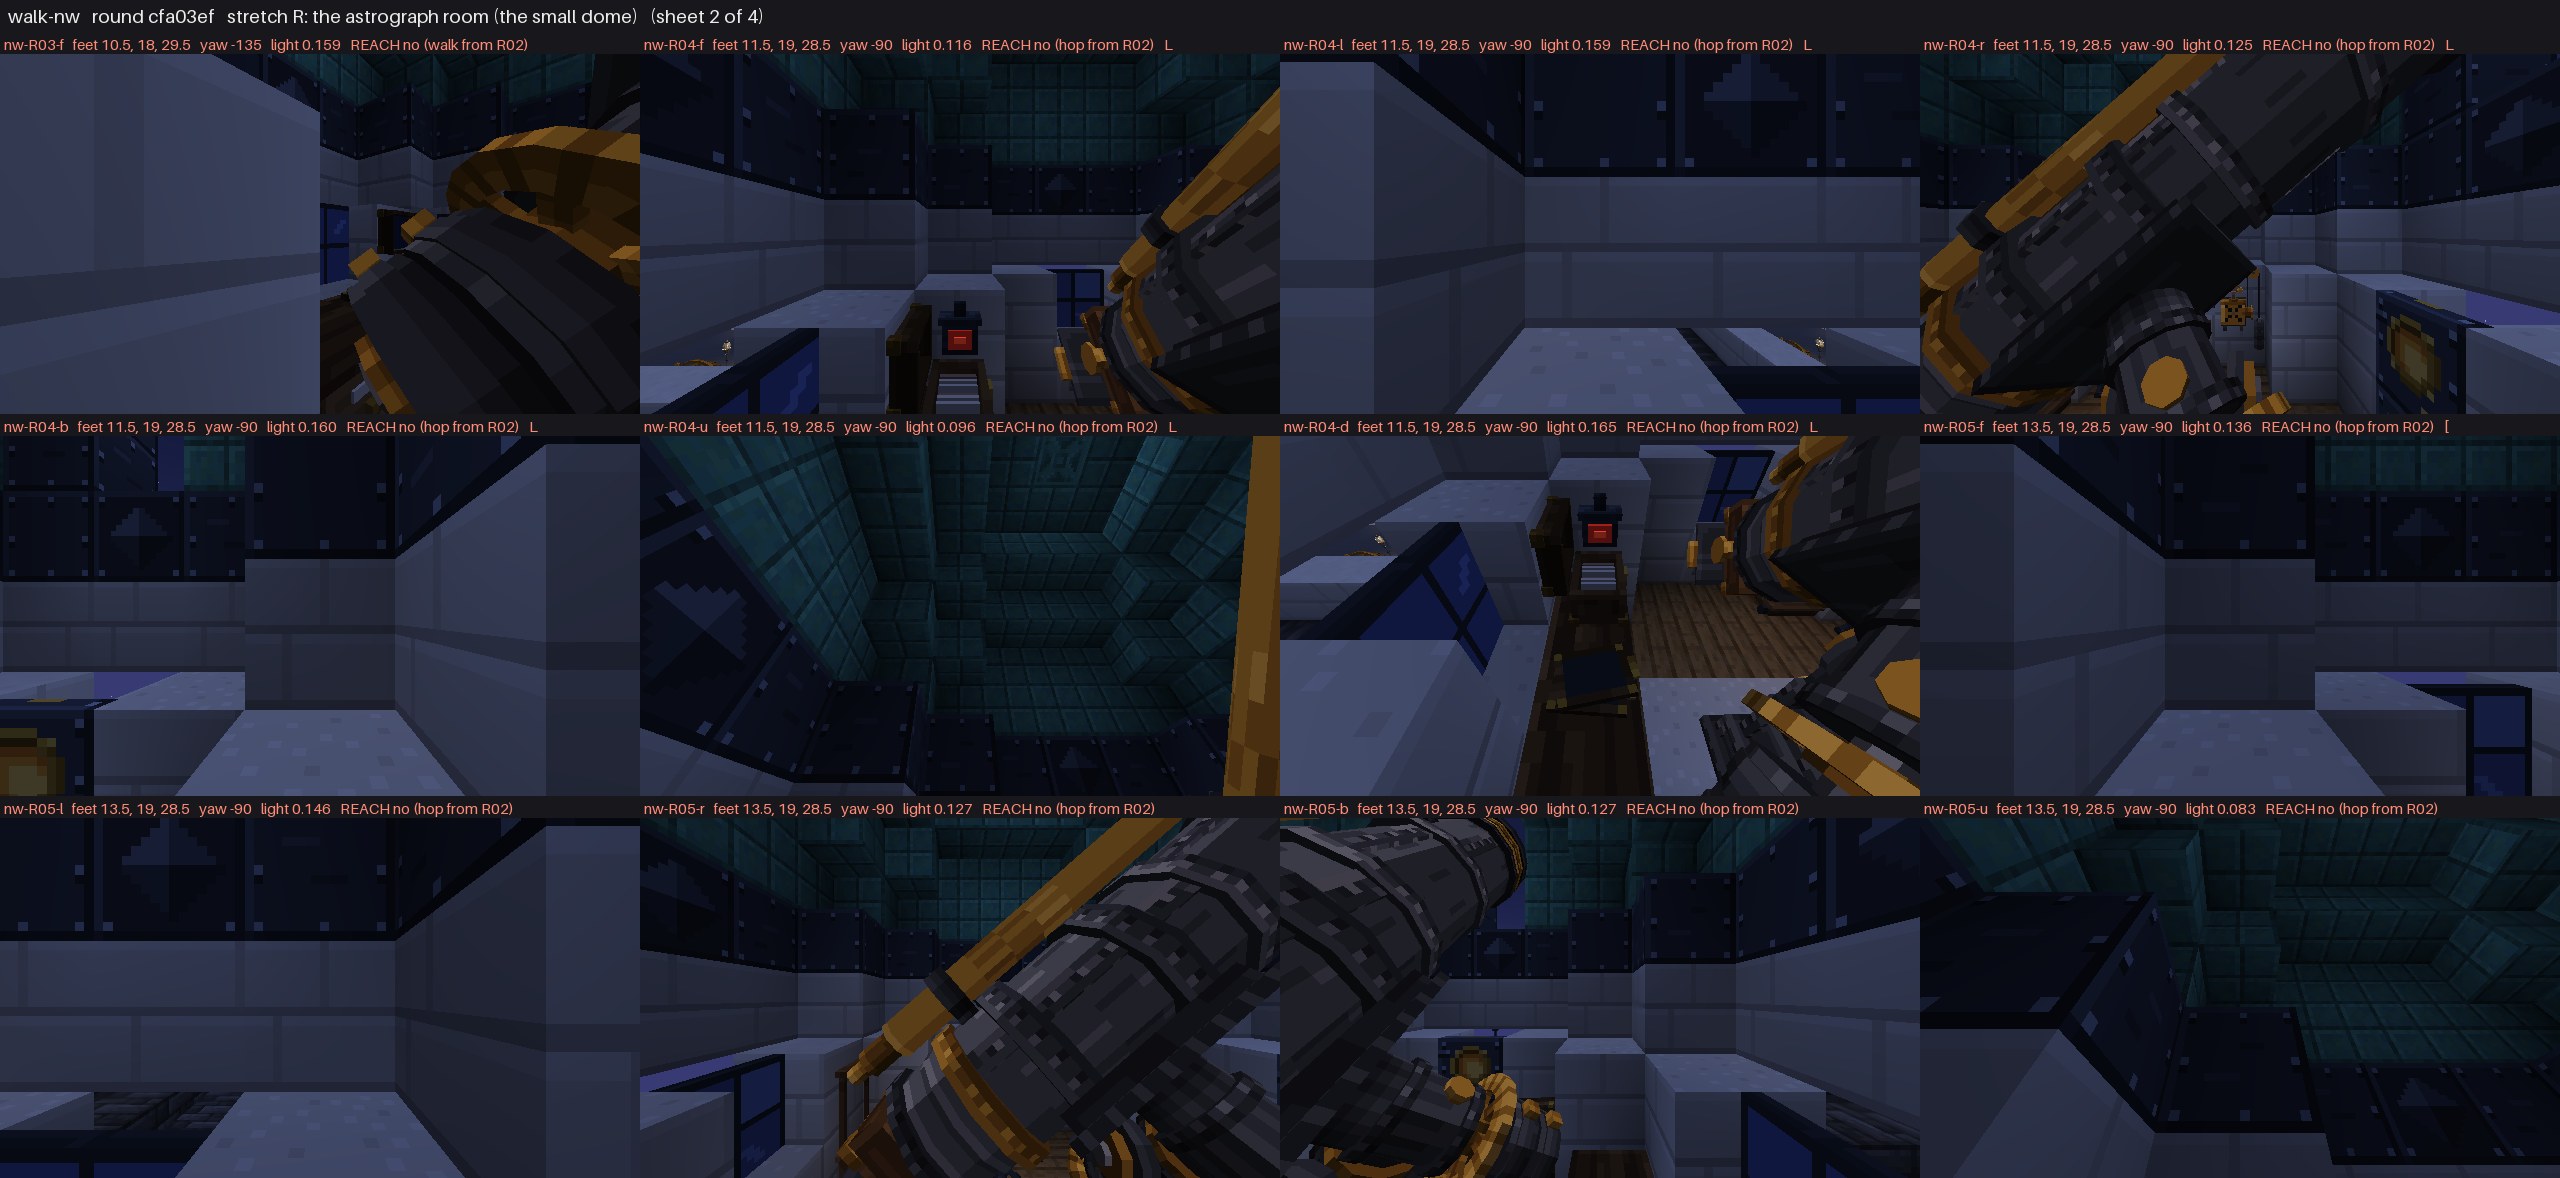 walk-nw round cfa03ef stretch R: the astrograph room (the small dome) (sheet 2 of 4)
nw-R03-f feet 10.5, 18, 29.5 yaw -135 light 0.159 REACH no (walk from R02)
nw-R04-f feet 11.5, 19, 28.5 yaw -90 light 0.116 REACH no (hop from R02) L
nw-R04-l feet 11.5, 19, 28.5 yaw -90 light 0.159 REACH no (hop from R02) L
nw-R04-r feet 11.5, 19, 28.5 yaw -90 light 0.125 REACH no (hop from R02) L
nw-R04-b feet 11.5, 19, 28.5 yaw -90 light 0.160 REACH no (hop from R02) L
nw-R04-u feet 11.5, 19, 28.5 yaw -90 light 0.096 REACH no (hop from R02) L
nw-R04-d feet 11.5, 19, 28.5 yaw -90 light 0.165 REACH no (hop from R02) L
nw-R05-f feet 13.5, 19, 28.5 yaw -90 light 0.136 REACH no (hop from R02) [
nw-R05-l feet 13.5, 19, 28.5 yaw -90 light 0.146 REACH no (hop from R02)
nw-R05-r feet 13.5, 19, 28.5 yaw -90 light 0.127 REACH no (hop from R02)
nw-R05-b feet 13.5, 19, 28.5 yaw -90 light 0.127 REACH no (hop from R02)
nw-R05-u feet 13.5, 19, 28.5 yaw -90 light 0.083 REACH no (hop from R02)